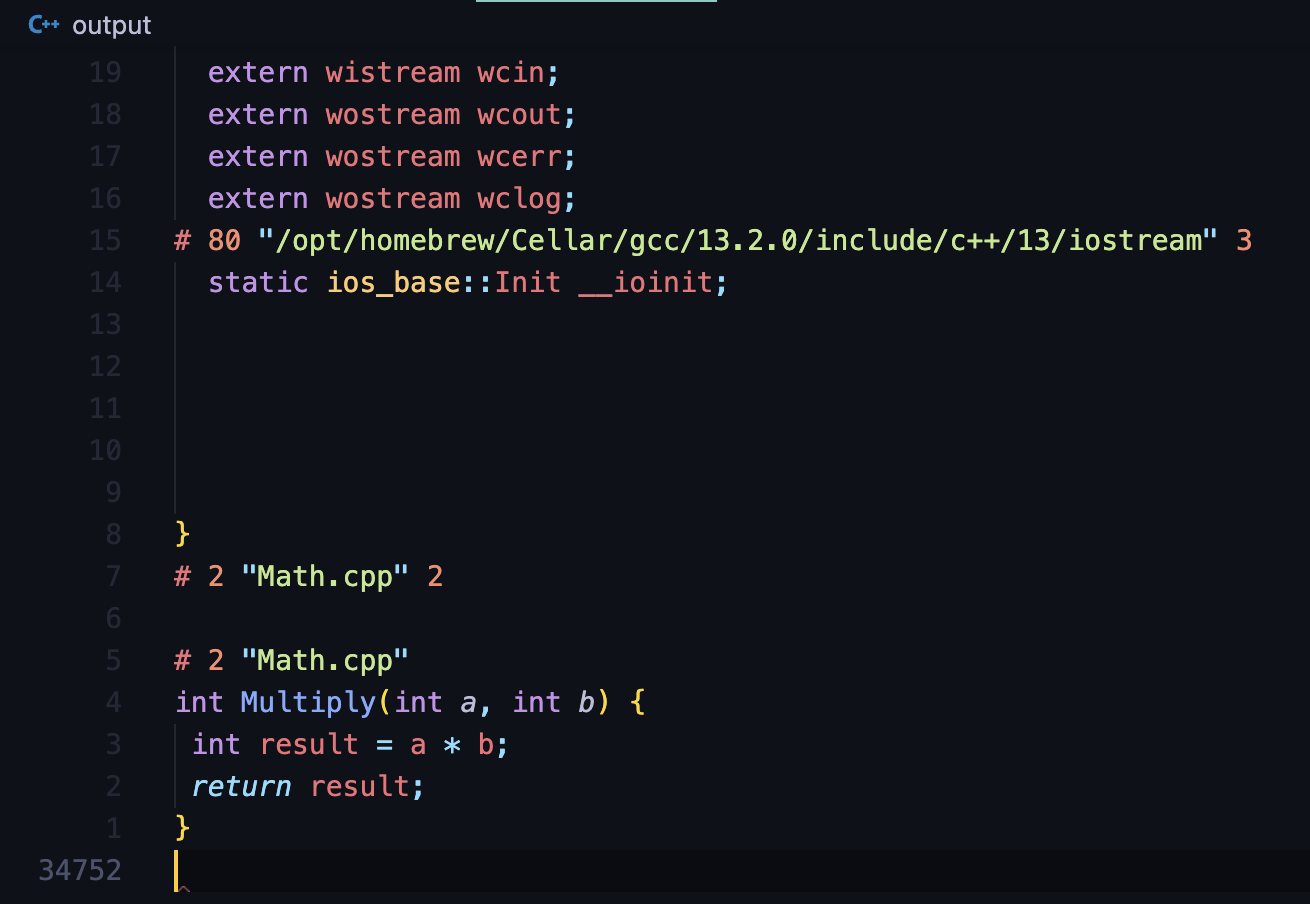 C++ output
19 extern wistream wcin;
18 extern wostream wcout;
17 extern wostream wcerr;
16 extern wostream wclog;
15 # 80 "/opt/homebrew/Cellar/gcc/13.2.0/include/c++/13/iostream" 3
14 static ios_base::Init __ioinit;
13
12
11
10
9
8 }
7 # 2 "Math.cpp" 2
6
5 # 2 "Math.cpp"
4 int Multiply(int a, int b) {
3 int result = a * b;
2 return result;
1 }
34752